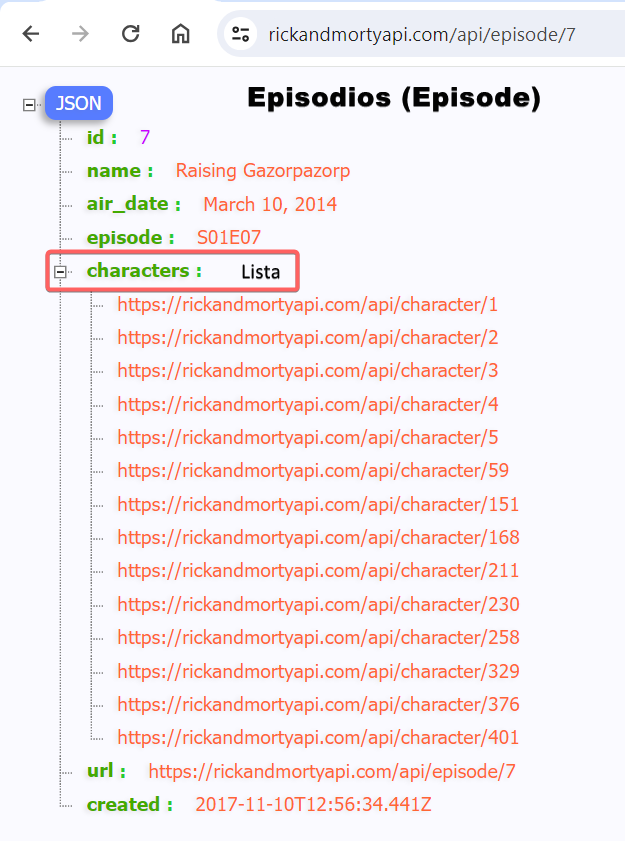 rickandmortyapi.com/api/episode/7
Episodios (Episode)
JSON
id : 7
name : Raising Gazorpazorp
air_date : March 10, 2014
episode : S01E07
characters : Lista
https://rickandmortyapi.com/api/character/1
https://rickandmortyapi.com/api/character/2
https://rickandmortyapi.com/api/character/3
https://rickandmortyapi.com/api/character/4
https://rickandmortyapi.com/api/character/5
https://rickandmortyapi.com/api/character/59
https://rickandmortyapi.com/api/character/151
https://rickandmortyapi.com/api/character/168
https://rickandmortyapi.com/api/character/211
https://rickandmortyapi.com/api/character/230
https://rickandmortyapi.com/api/character/258
https://rickandmortyapi.com/api/character/329
https://rickandmortyapi.com/api/character/376
https://rickandmortyapi.com/api/character/401
url : https://rickandmortyapi.com/api/episode/7
created : 2017-11-10T12:56:34.441Z